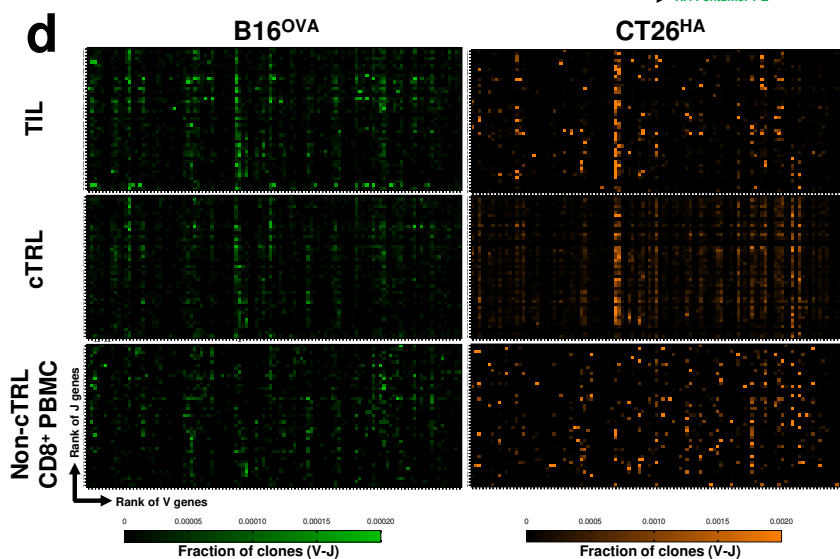 d
B16OVA
CT26HA
TIL
cTRL
Non-cTRL
CD8+ PBMC
Rank of J genes
Rank of V genes
0 0.00005 0.00010 0.00015 0.00020
Fraction of clones (V-J)
0 0.0005 0.0010 0.0015 0.0020
Fraction of clones (V-J)